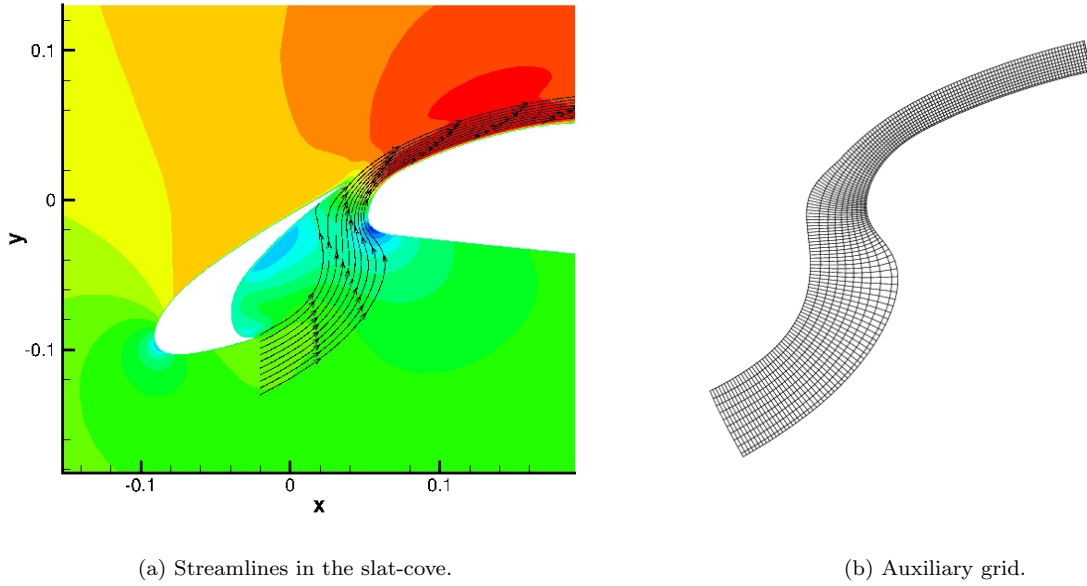 0.1
0
-0.1
y
-0.1
0
0.1
x
(a) Streamlines in the slat-cove.
(b) Auxiliary grid.